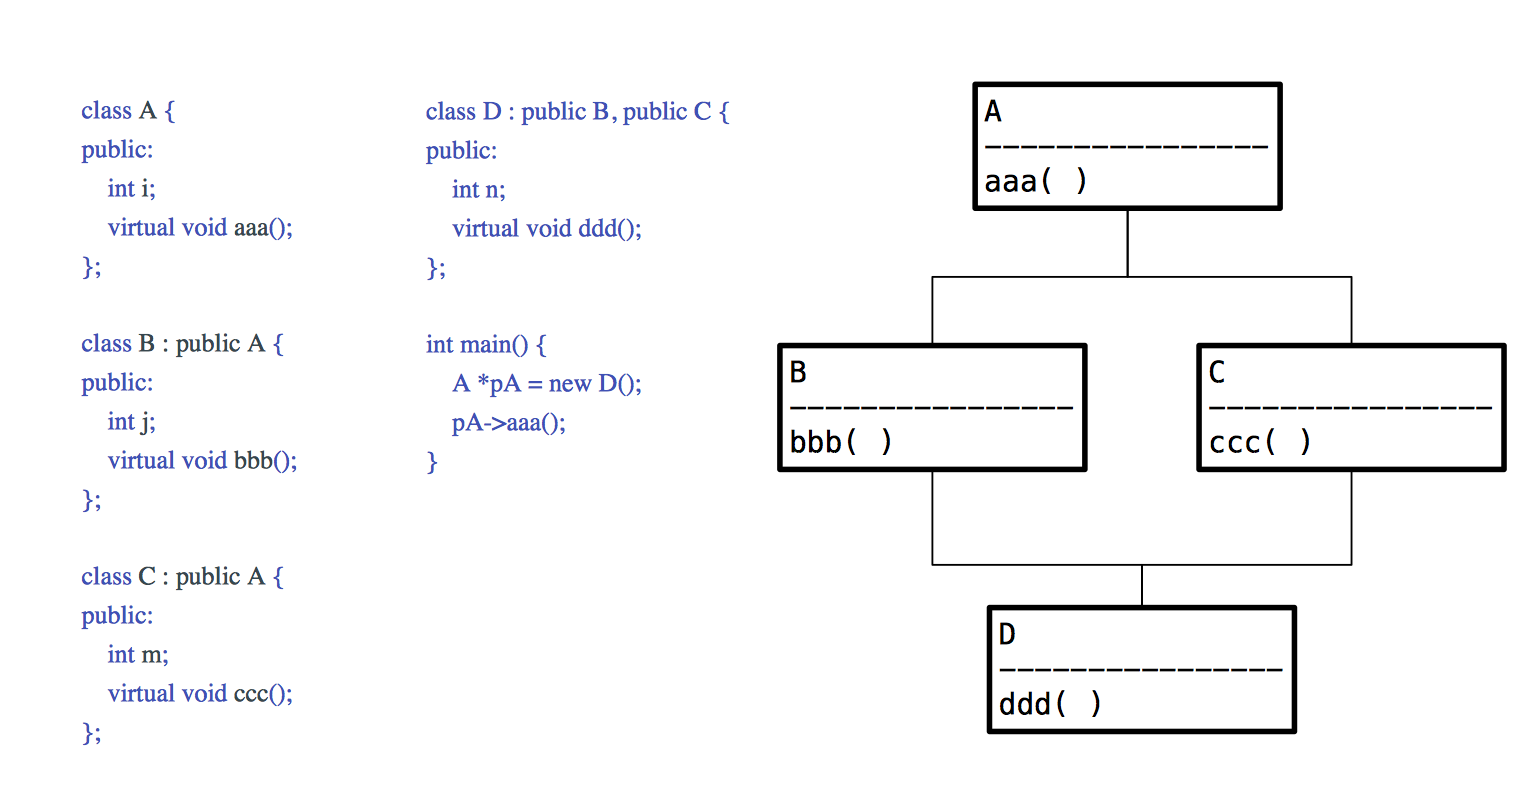 class A {
public:
int i;
virtual void aaa();
};
class B : public A {
public:
int j;
virtual void bbb();
};
class C : public A {
public:
int m;
virtual void ccc();
};
class D : public B, public C {
public:
int n;
virtual void ddd();
};
int main() {
A *pA = new D();
pA->aaa();
}
A
----------------
aaa( )
B
----------------
bbb( )
C
----------------
ccc( )
D
----------------
ddd( )